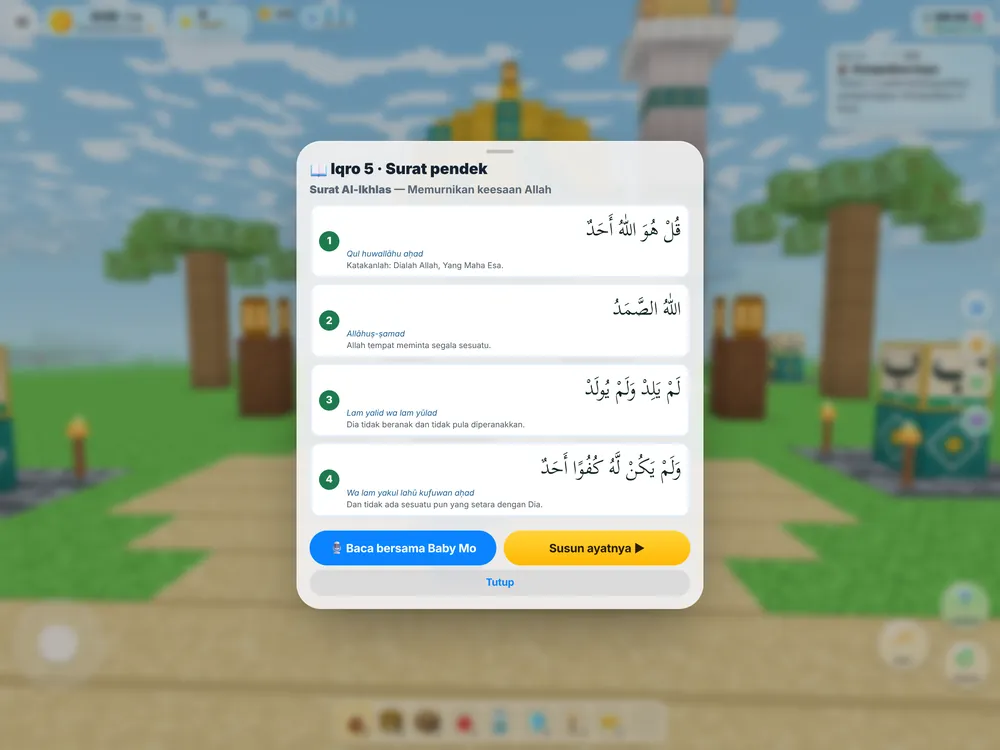 📖 Iqro 5 · Surat pendek
Surat Al-Ikhlas — Memurnikan keesaan Allah
قُلْ هُوَ اللّٰهُ أَحَدٌ
1
Qul huwallāhu aḥad
Katakanlah: Dialah Allah, Yang Maha Esa.
اللّٰهُ الصَّمَدُ
2
Allāhuṣ-ṣamad
Allah tempat meminta segala sesuatu.
لَمْ يَلِدْ وَلَمْ يُولَدْ
3
Lam yalid wa lam yūlad
Dia tidak beranak dan tidak pula diperanakkan.
وَلَمْ يَكُنْ لَّهُ كُفُوًا أَحَدٌ
4
Wa lam yakul lahū kufuwan aḥad
Dan tidak ada sesuatu pun yang setara dengan Dia.
Baca bersama Baby Mo
Susun ayatnya ▶
Tutup